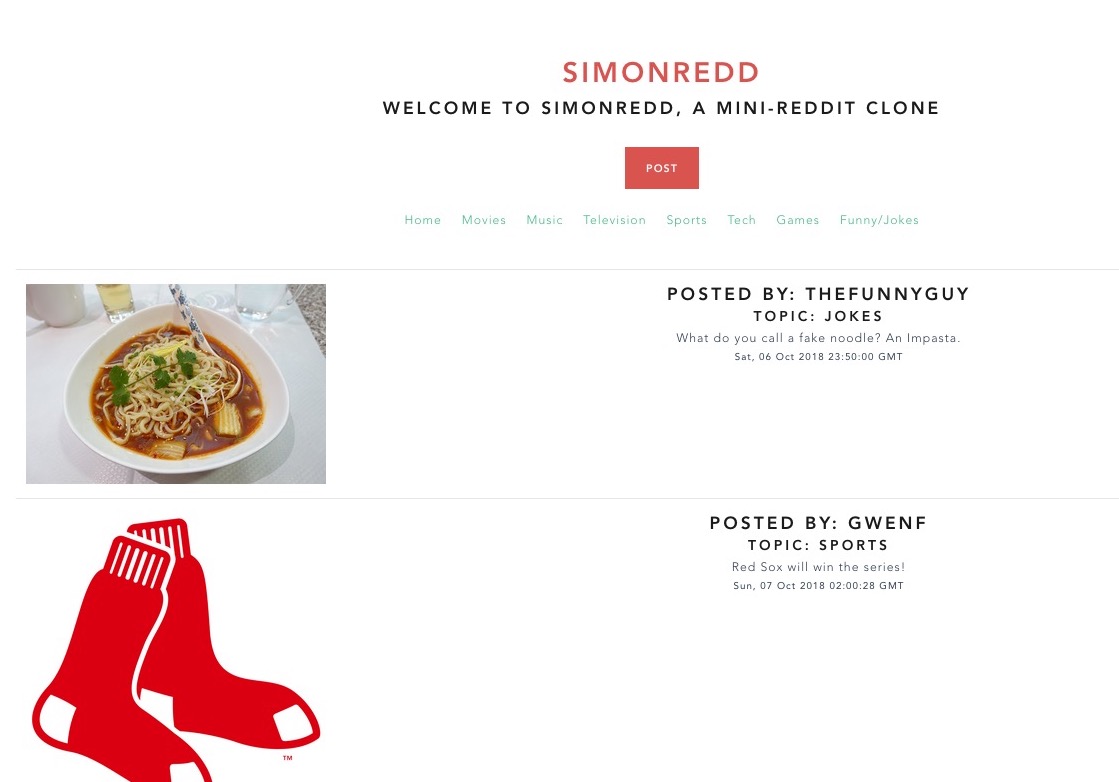 SIMONREDD
WELCOME TO SIMONREDD, A MINI-REDDIT CLONE
POST
Home Movies Music Television Sports Tech Games Funny/Jokes
POSTED BY: THEFUNNYGUY
TOPIC: JOKES
What do you call a fake noodle? An Impasta.
Sat, 06 Oct 2018 23:50:00 GMT
POSTED BY: GWENF
TOPIC: SPORTS
Red Sox will win the series!
Sun, 07 Oct 2018 02:00:28 GMT
TM